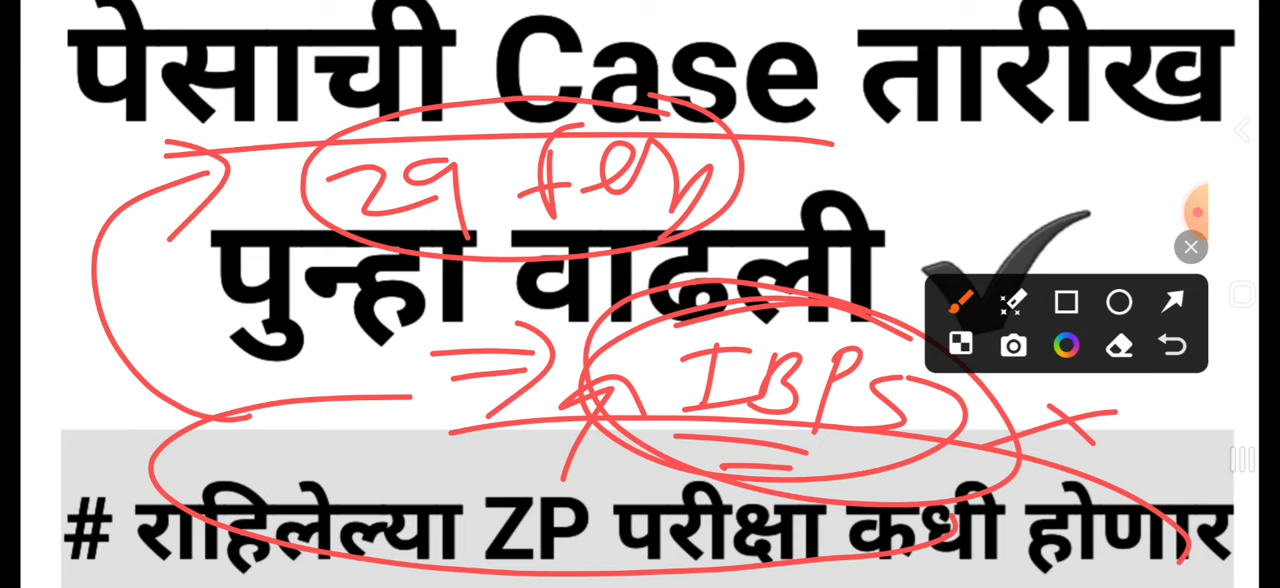 पेसाची Case तारीख
29 Feb
पुन्हा वाढली
IBPS
# राहिलेल्या ZP परीक्षा कधी होणार